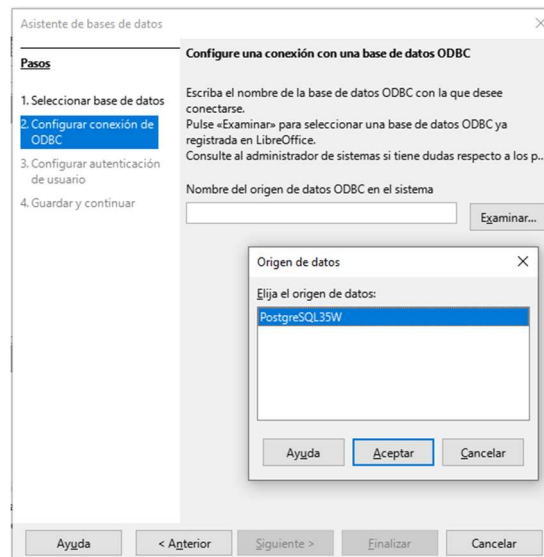 Asistente de bases de datos
Pasos
1. Seleccionar base de datos
2. Configurar conexión de
ODBC
3. Configurar autenticación
de usuario
4. Guardar y continuar
Configure una conexión con una base de datos ODBC
Escriba el nombre de la base de datos ODBC con la que desee
conectarse.
Pulse «Examinar» para seleccionar una base de datos ODBC ya
registrada en LibreOffice.
Consulte al administrador de sistemas si tiene dudas respecto a los p...
Nombre del origen de datos ODBC en el sistema
Examinar...
Origen de datos
Elija el origen de datos:
PostgreSQL35W
Ayuda
Aceptar
Cancelar
Ayuda
< Anterior
Siguiente >
Finalizar
Cancelar